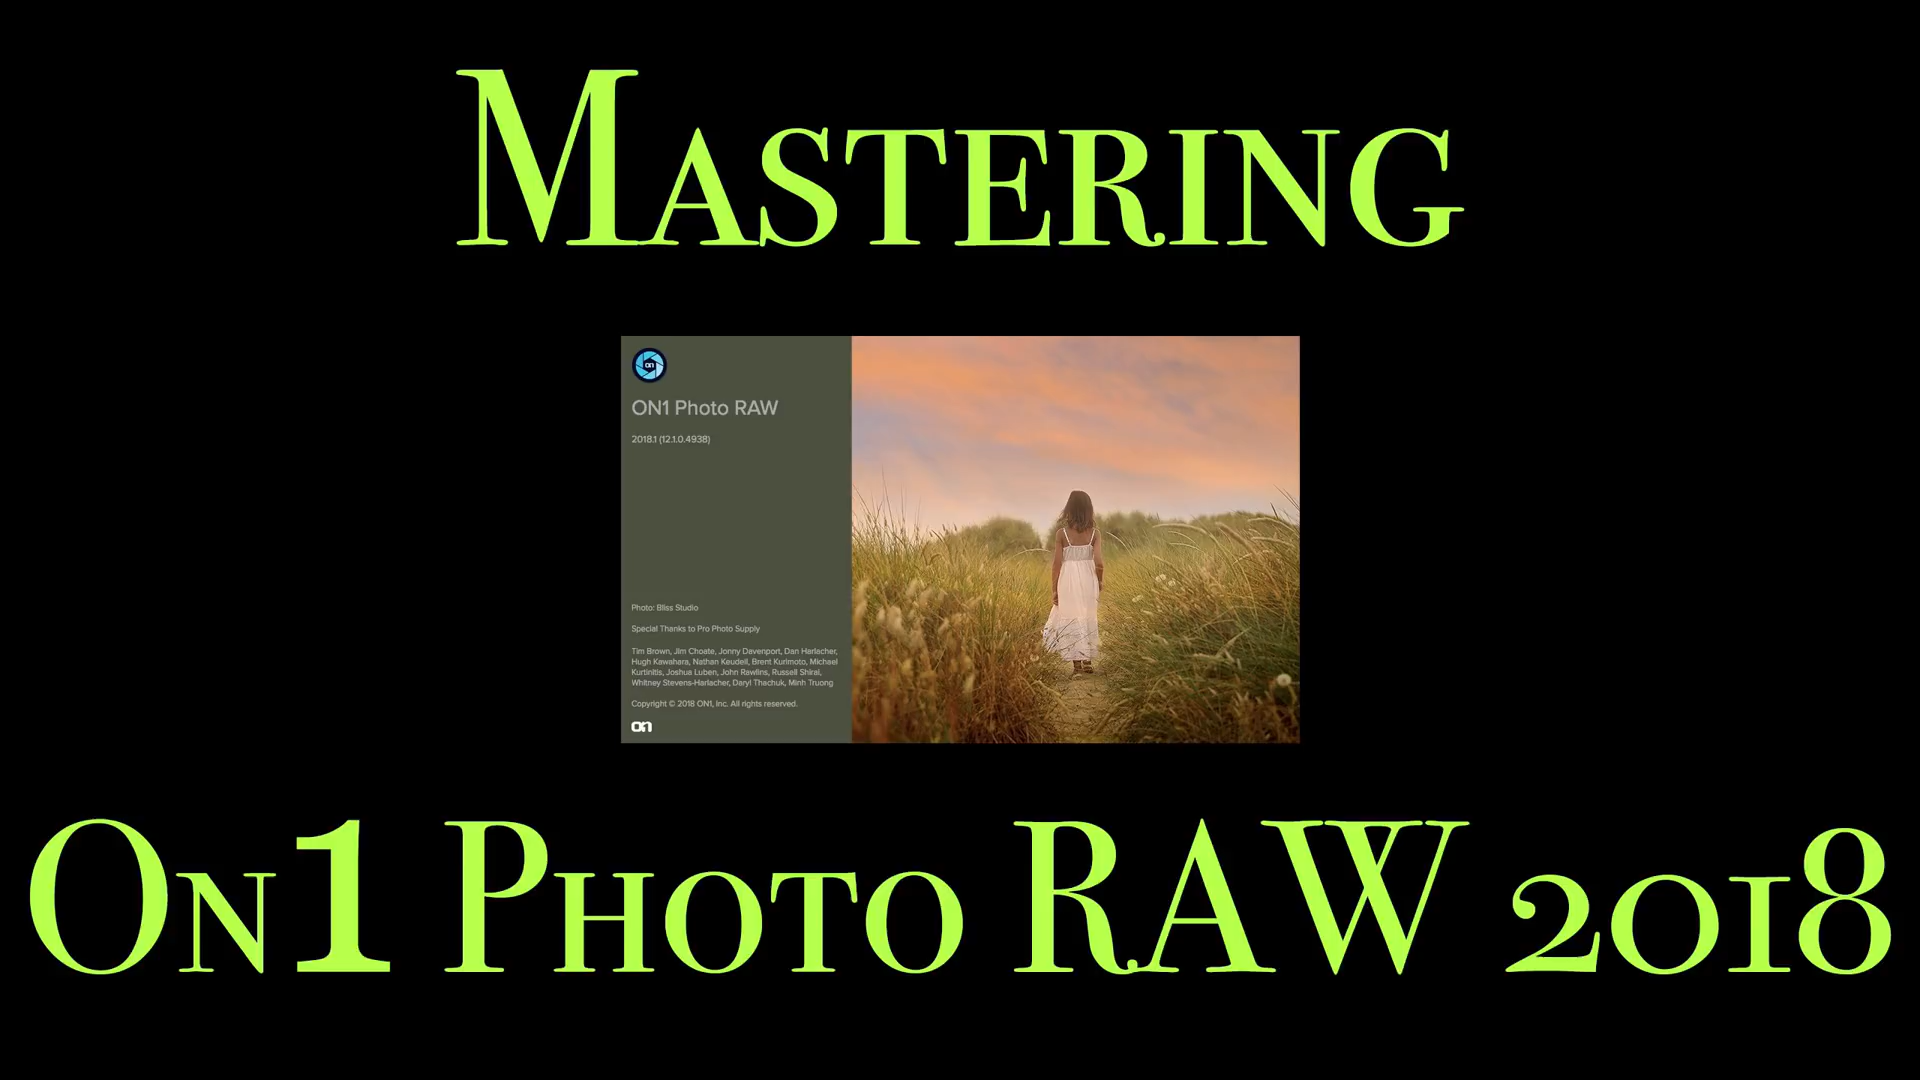 Mastering
ON1
ON1 Photo RAW
2018.1 (12.1.0.4938)
Photo: Bliss Studio
Special Thanks to Pro Photo Supply
Tim Brown, Jim Choate, Jonny Davenport, Dan Harlacher,
Hugh Kawahara, Nathan Keudell, Brent Kurimoto, Michael
Kurtinitis, Joshua Luben, John Rawlins, Russell Shirai,
Whitney Stevens-Harlacher, Daryl Thachuk, Minh Truong
Copyright © 2018 ON1, Inc. All rights reserved.
on1
On1 Photo RAW 2018